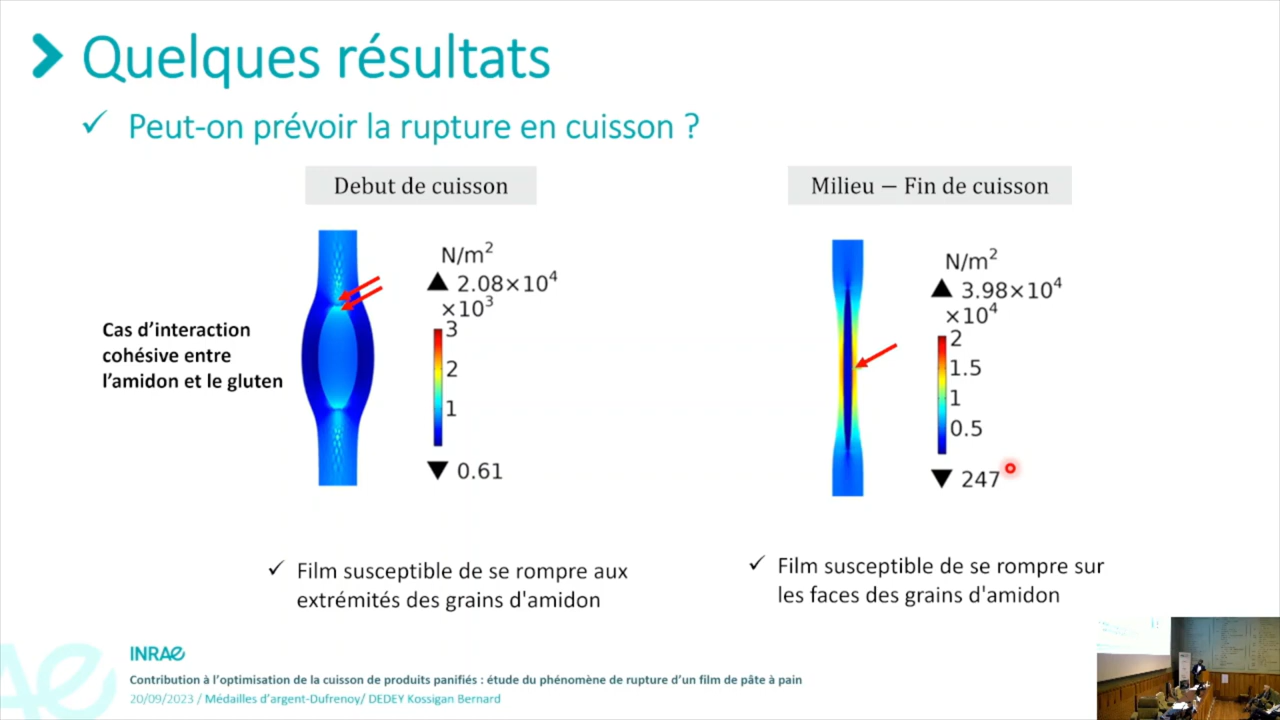 Quelques résultats
Peut-on prévoir la rupture en cuisson ?
Debut de cuisson
N/m²
2.08×10⁴
×10³
3
2
1
0.61
Cas d'interaction
cohésive entre
l'amidon et le gluten
Film susceptible de se rompre aux
extrémités des grains d'amidon
Milieu – Fin de cuisson
N/m²
3.98×10⁴
×10⁴
2
1.5
1
0.5
247
Film susceptible de se rompre sur
les faces des grains d'amidon
INRAE
Contribution à l'optimisation de la cuisson de produits panifiés : étude du phénomène de rupture d'un film de pâte à pain
20/09/2023 / Médailles d'argent-Dufrenoy/ DEDEY Kossigan Bernard